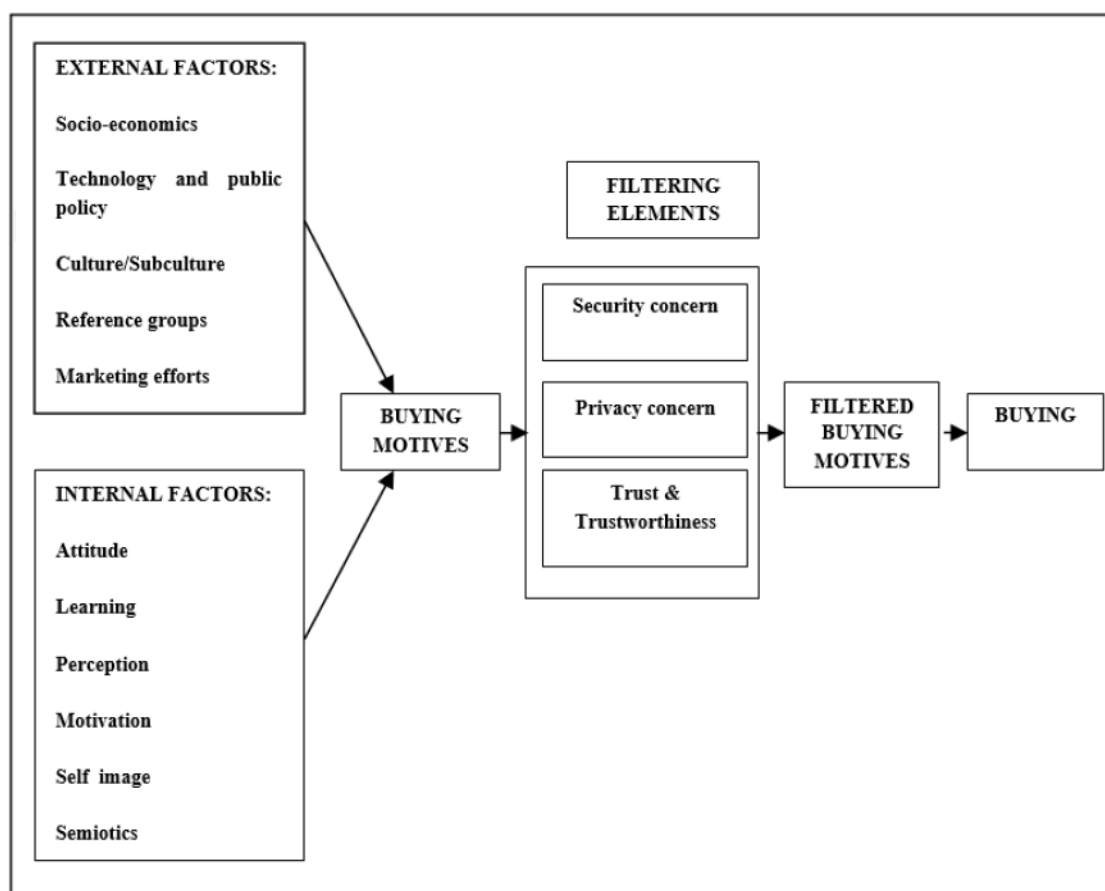 EXTERNAL FACTORS:
Socio-economics
Technology and public
policy
Culture/Subculture
Reference groups
Marketing efforts
INTERNAL FACTORS:
Attitude
Learning
Perception
Motivation
Self image
Semiotics
BUYING
MOTIVES
FILTERING
ELEMENTS
Security concern
Privacy concern
Trust &
Trustworthiness
FILTERED
BUYING
MOTIVES
BUYING